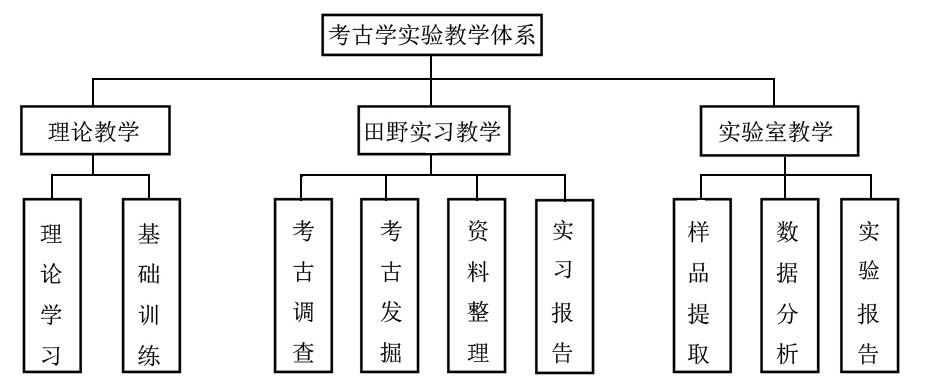 考古学实验教学体系
理论教学
田野实习教学
实验室教学
理论学习
基础训练
考古调查
考古发掘
资料整理
实习报告
样品提取
数据分析
实验报告